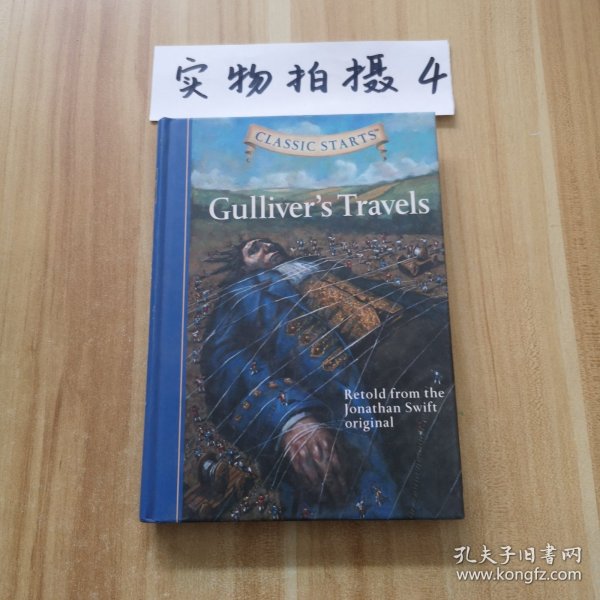 实物拍摄4
CLASSIC STARTS™
Gulliver's Travels
Retold from the
Jonathan Swift
original
孔夫子旧书网
www.kongfz.com